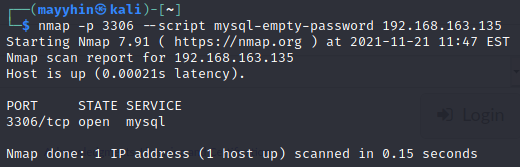 ┌──(mayyhin㉿kali)-[~]
└─$ nmap -p 3306 --script mysql-empty-password 192.168.163.135
Starting Nmap 7.91 ( https://nmap.org ) at 2021-11-21 11:47 EST
Nmap scan report for 192.168.163.135
Host is up (0.00021s latency).
PORT     STATE SERVICE
3306/tcp open  mysql
Login
Nmap done: 1 IP address (1 host up) scanned in 0.15 seconds